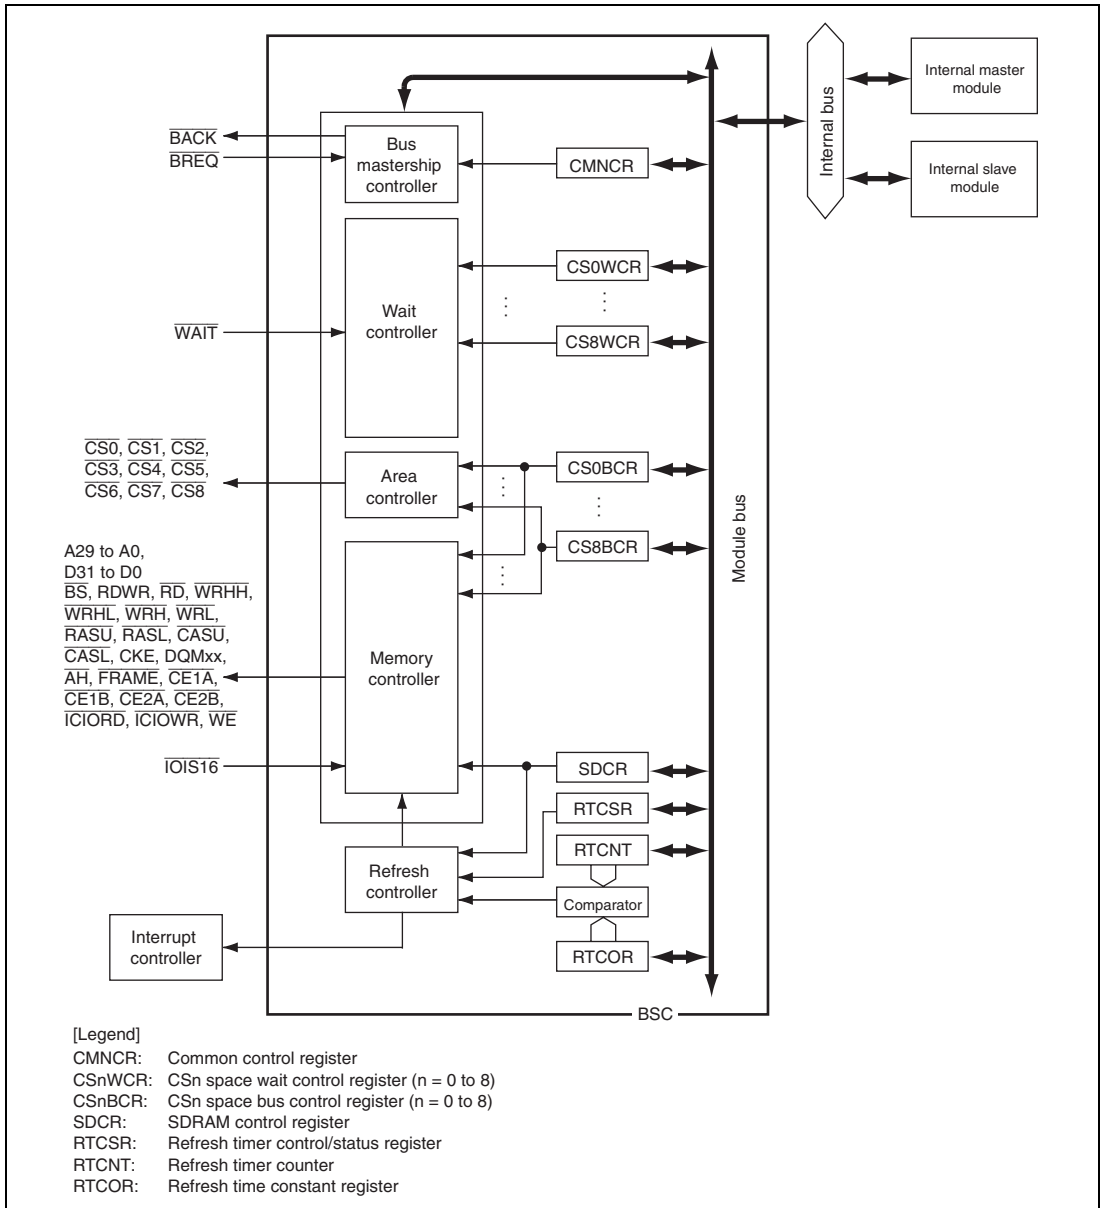 BACK
BREQ
Bus
mastership
controller
CMNCR
Internal bus
Internal master
module
Internal slave
module
WAIT
Wait
controller
CS0WCR
CS8WCR
CS0, CS1, CS2,
CS3, CS4, CS5,
CS6, CS7, CS8
Area
controller
CS0BCR
CS8BCR
Module bus
A29 to A0,
D31 to D0
BS, RDWR, RD, WRHH,
WRHL, WRH, WRL,
RASU, RASL, CASU,
CASL, CKE, DQMxx,
AH, FRAME, CE1A,
CE1B, CE2A, CE2B,
ICIORD, ICIOWR, WE
Memory
controller
IOIS16
SDCR
RTCSR
RTCNT
Comparator
RTCOR
Refresh
controller
Interrupt
controller
BSC
[Legend]
CMNCR: Common control register
CSnWCR: CSn space wait control register (n = 0 to 8)
CSnBCR: CSn space bus control register (n = 0 to 8)
SDCR: SDRAM control register
RTCSR: Refresh timer control/status register
RTCNT: Refresh timer counter
RTCOR: Refresh time constant register